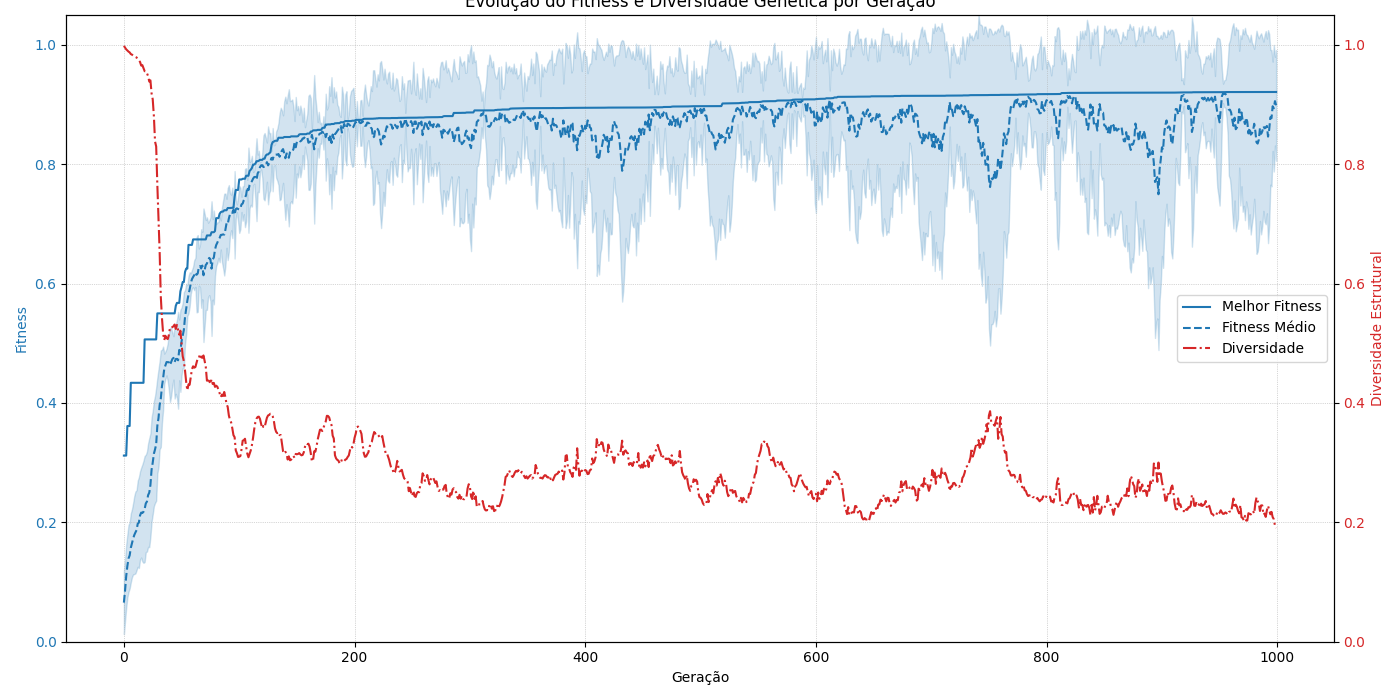 Evolução do Fitness e Diversidade Genética por Geração
1.0
0.8
0.6
0.4
0.2
0.0
Fitness
1.0
0.8
0.6
0.4
0.2
0.0
Diversidade Estrutural
Melhor Fitness
Fitness Médio
Diversidade
0
200
400
600
800
1000
Geração